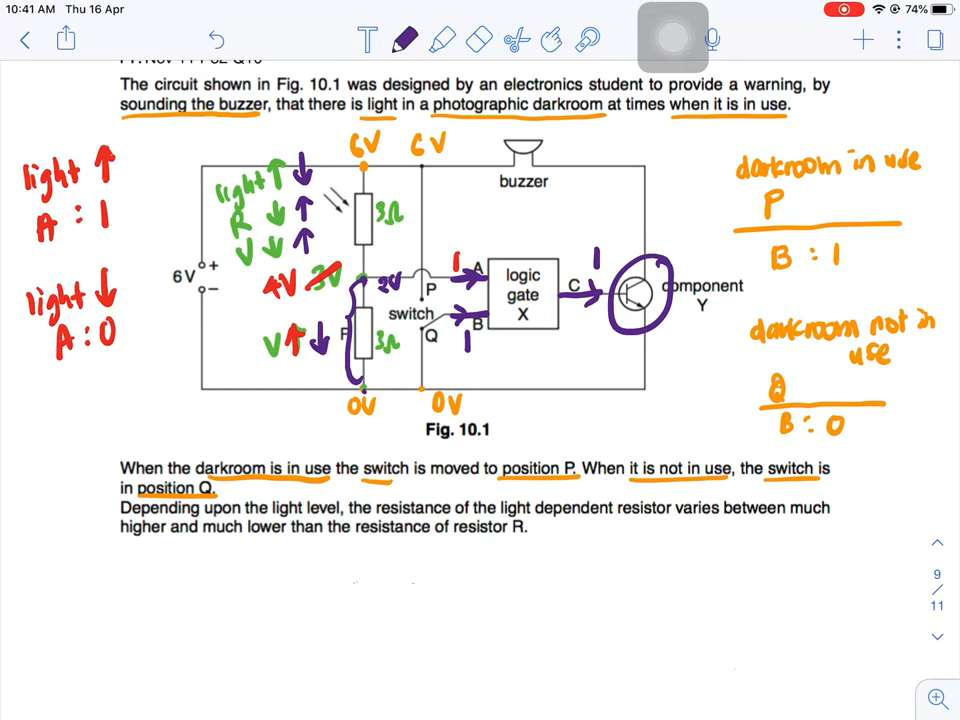 10:41 AM Thu 16 Apr
74%
T
The circuit shown in Fig. 10.1 was designed by an electronics student to provide a warning, by
sounding the buzzer, that there is light in a photographic darkroom at times when it is in use.
6V 6V
light ↑
A : 1
light ↓
A : 0
light ↑ ↓
R ↓ ↑
V ↓ ↑
3Ω
buzzer
darkroom in use
P
B : 1
6V
+
−
4V 3V
2V
1
A
P
switch
B
Q
1
logic
gate
X
C
1
component
Y
V ↑ ↓
3Ω
darkroom not in
use
Q
B : 0
0V 0V
Fig. 10.1
When the darkroom is in use the switch is moved to position P. When it is not in use, the switch is
in position Q.
Depending upon the light level, the resistance of the light dependent resistor varies between much
higher and much lower than the resistance of resistor R.
9
/
11